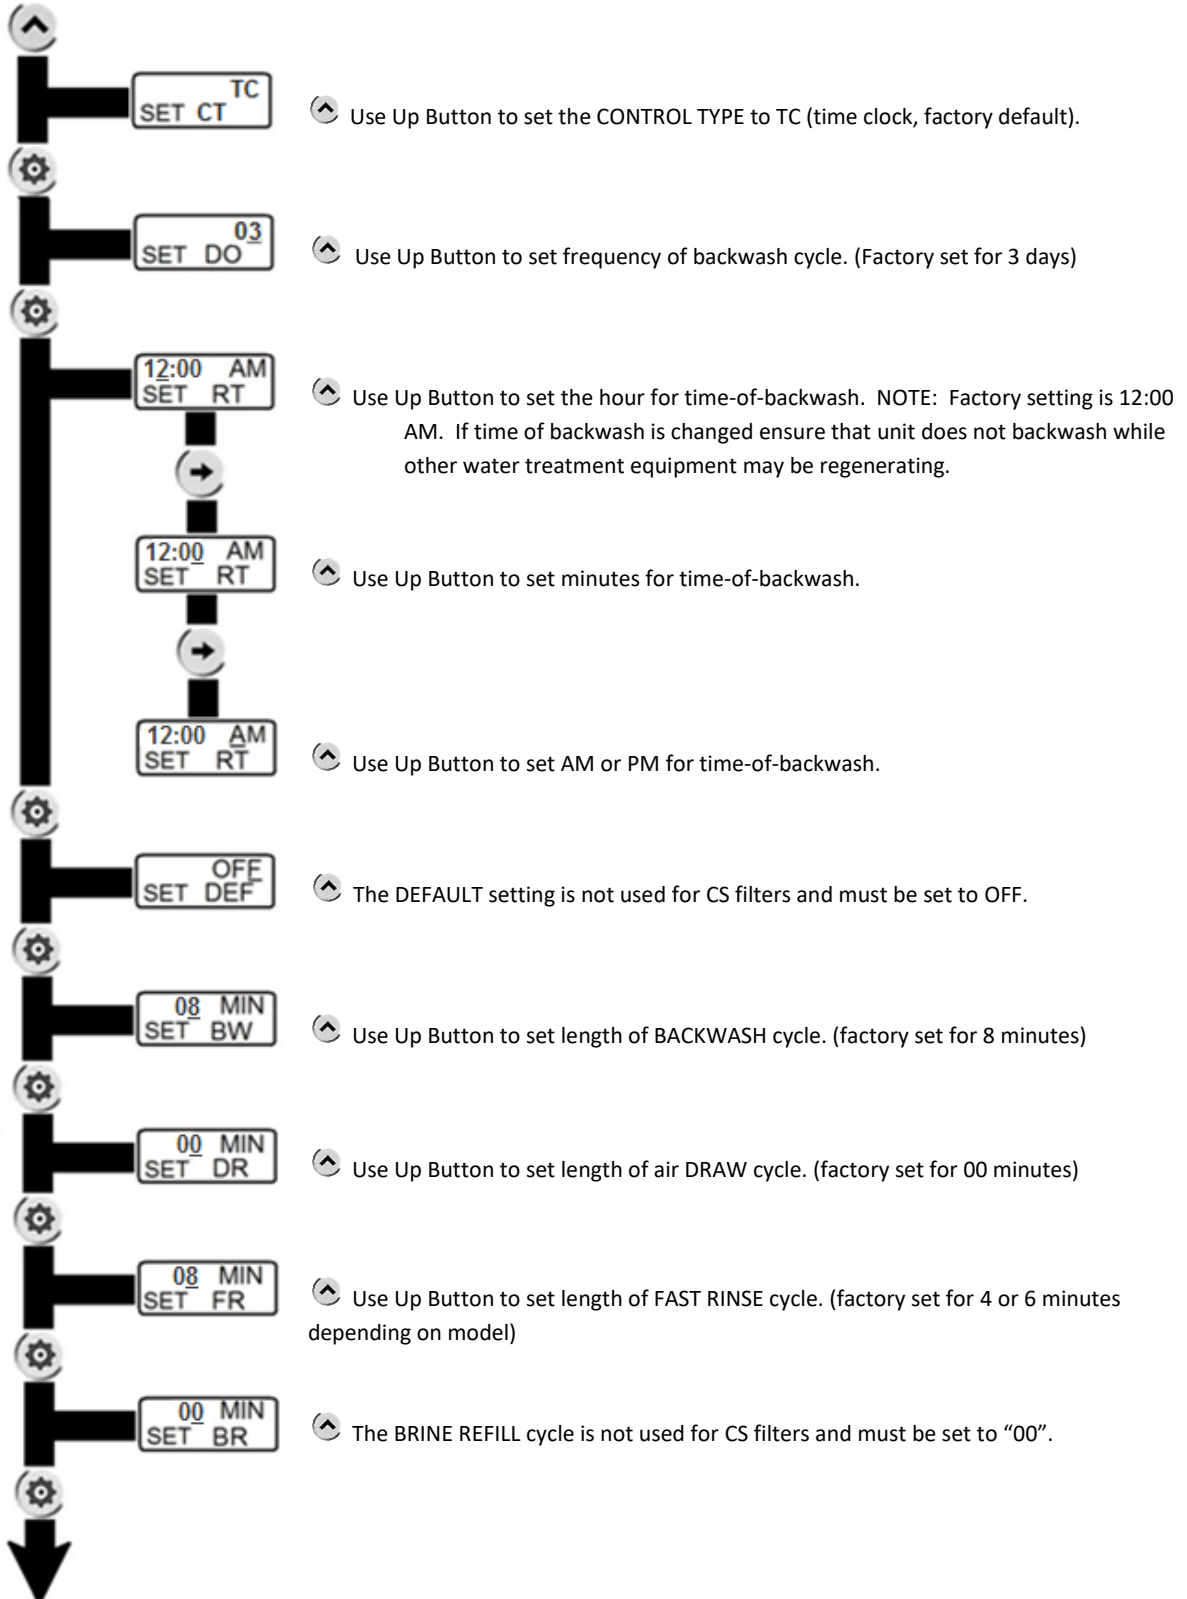 TC
SET CT
Use Up Button to set the CONTROL TYPE to TC (time clock, factory default).
03
SET DO
Use Up Button to set frequency of backwash cycle. (Factory set for 3 days)
12:00 AM
SET RT
Use Up Button to set the hour for time-of-backwash. NOTE: Factory setting is 12:00
AM. If time of backwash is changed ensure that unit does not backwash while
other water treatment equipment may be regenerating.
12:00 AM
SET RT
Use Up Button to set minutes for time-of-backwash.
12:00 AM
SET RT
Use Up Button to set AM or PM for time-of-backwash.
OFF
SET DEF
The DEFAULT setting is not used for CS filters and must be set to OFF.
08 MIN
SET BW
Use Up Button to set length of BACKWASH cycle. (factory set for 8 minutes)
00 MIN
SET DR
Use Up Button to set length of air DRAW cycle. (factory set for 00 minutes)
08 MIN
SET FR
Use Up Button to set length of FAST RINSE cycle. (factory set for 4 or 6 minutes
depending on model)
00 MIN
SET BR
The BRINE REFILL cycle is not used for CS filters and must be set to “00”.